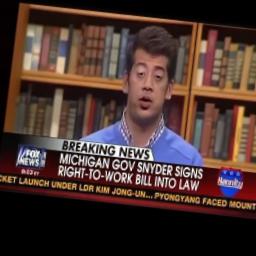 BREAKING NEWS
FOX
NEWS
MICHIGAN GOV SNYDER SIGNS
RIGHT-TO-WORK BILL INTO LAW
Hannity
CKET LAUNCH UNDER LDR KIM JONG-UN... PYONGYANG FACED MOUNT